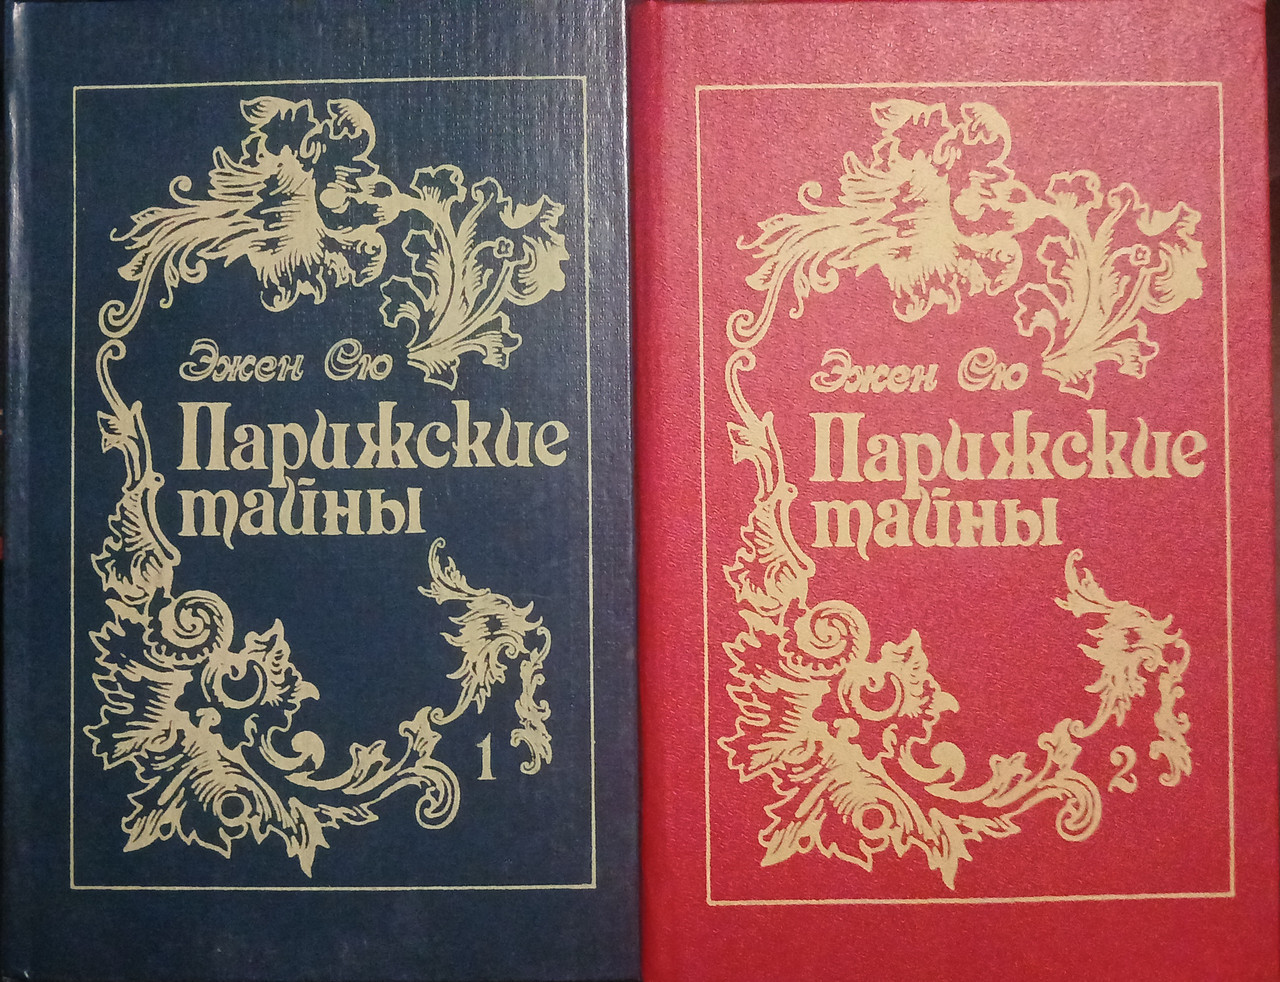 Эжен Сю
Парижские
тайны
1
Эжен Сю
Парижские
тайны
2